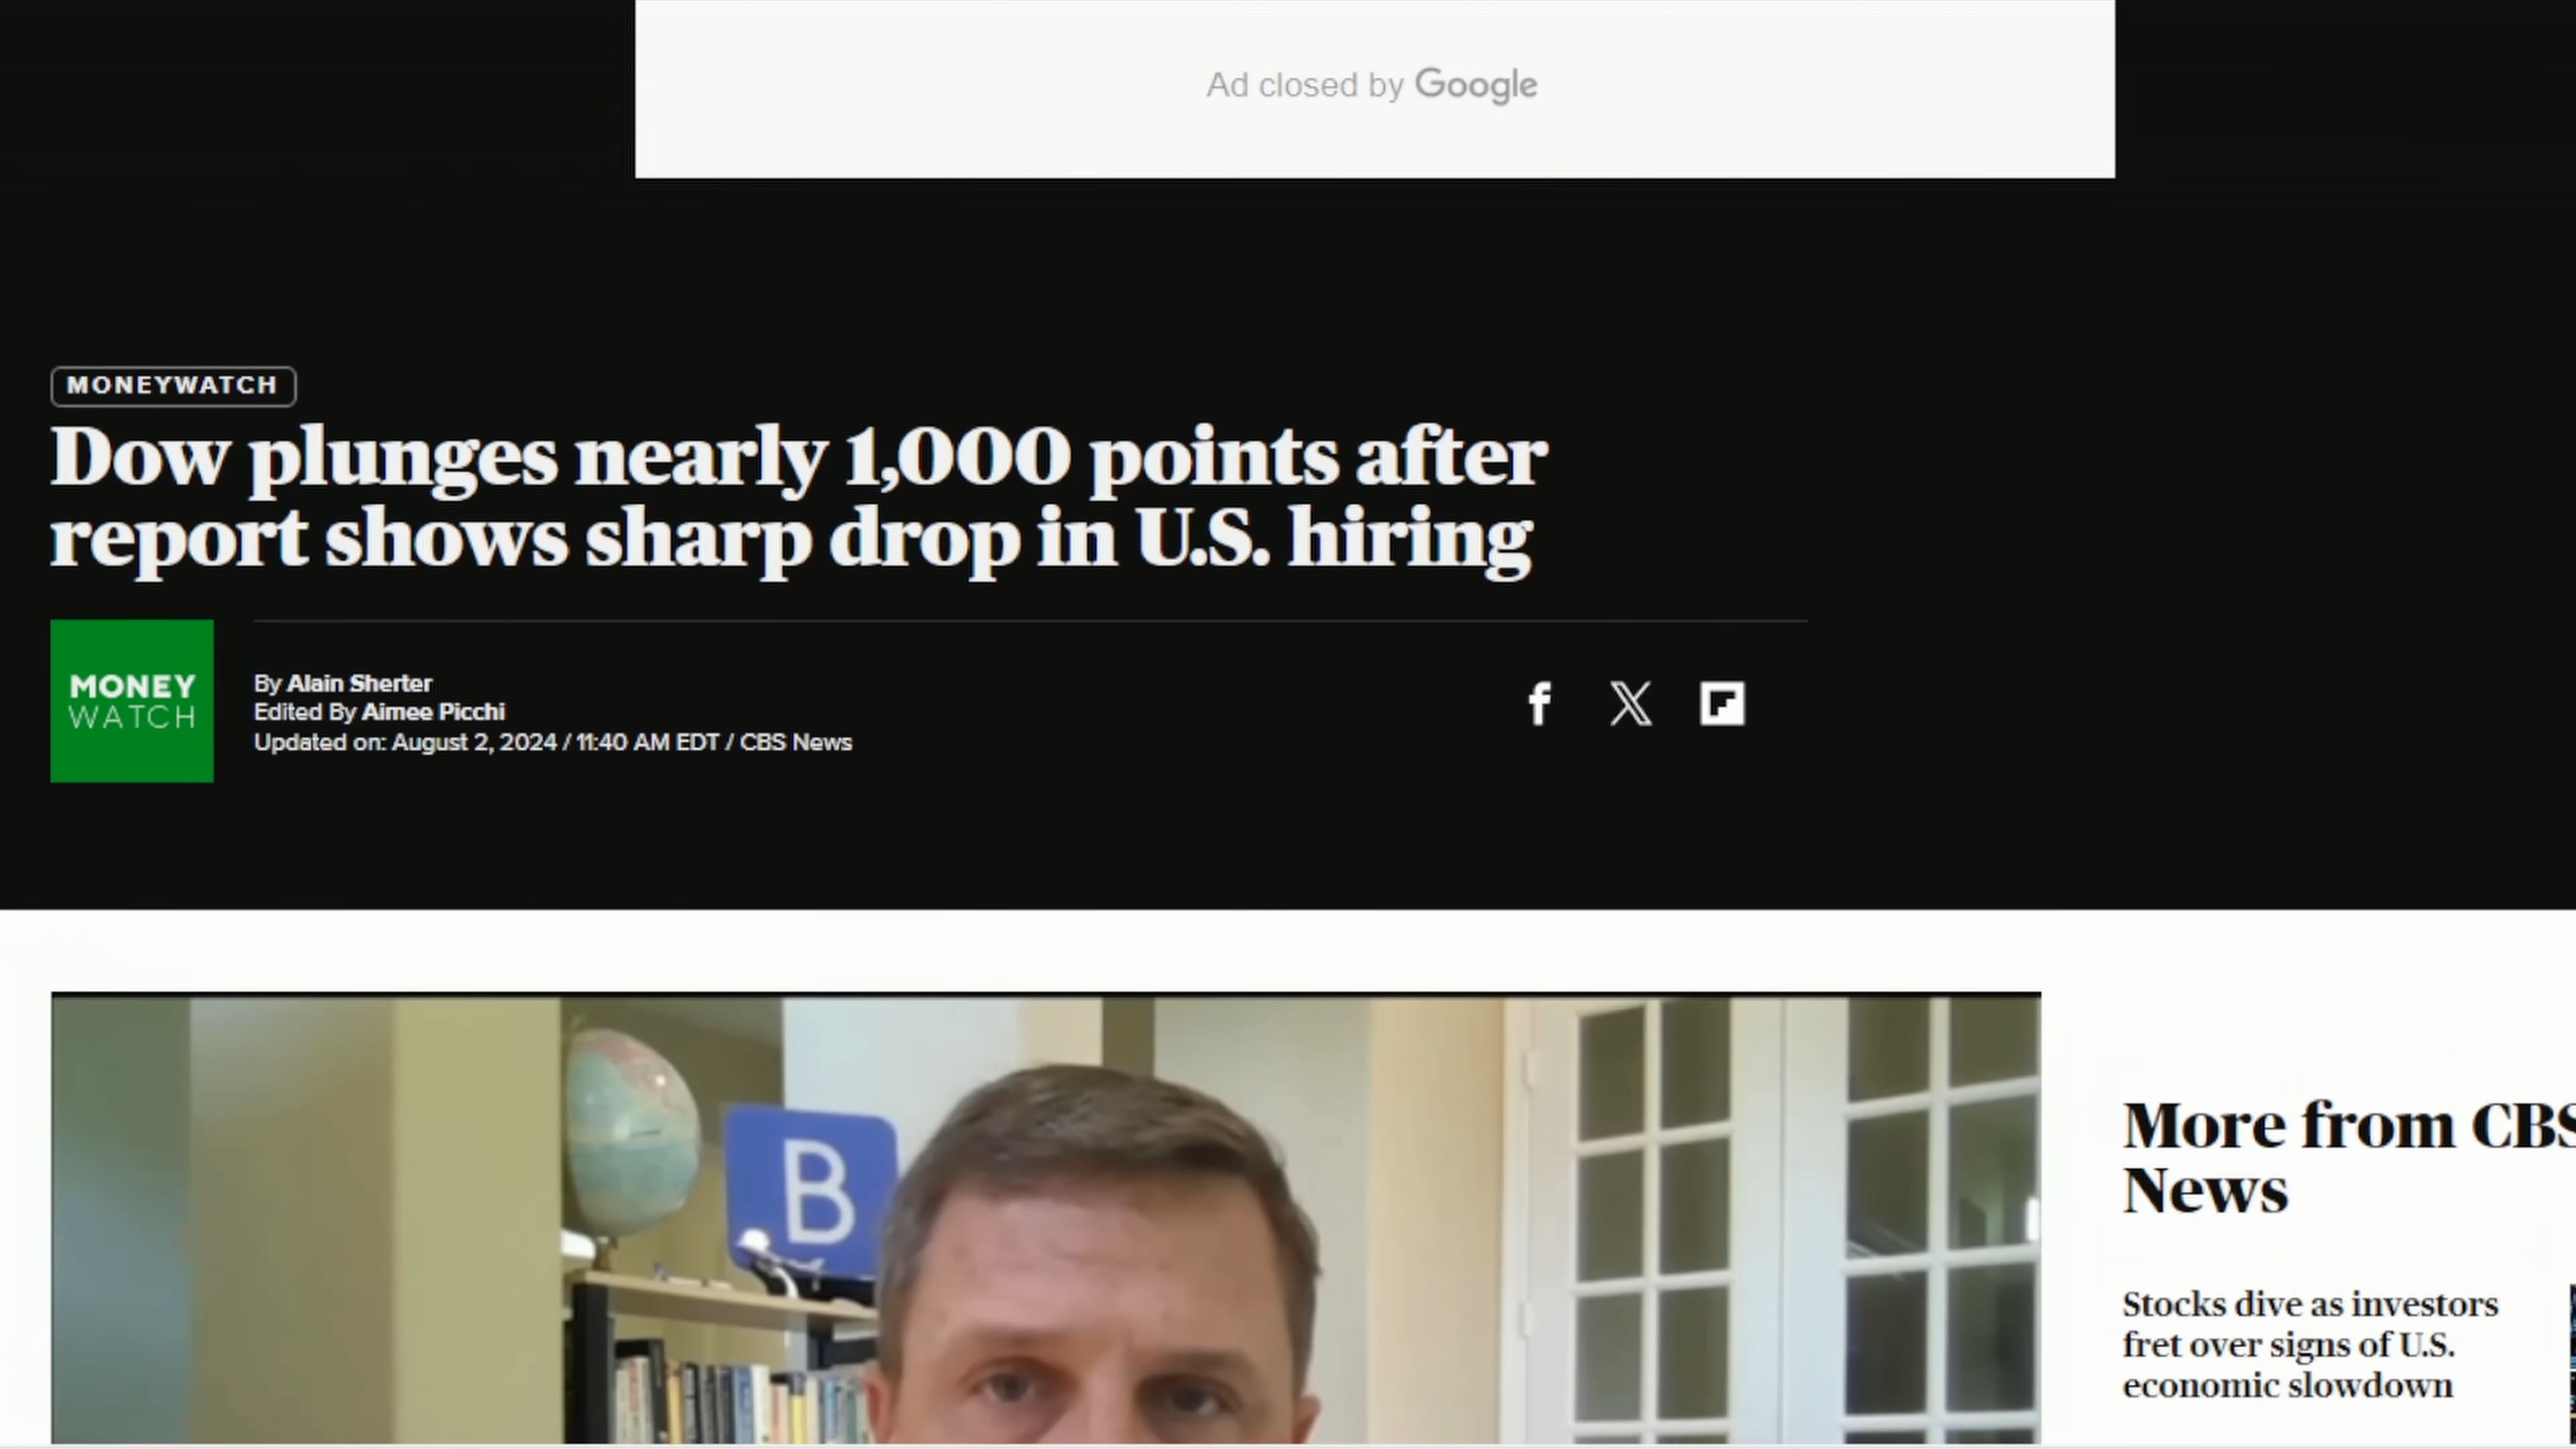 Ad closed by Google
MONEYWATCH
Dow plunges nearly 1,000 points after
report shows sharp drop in U.S. hiring
MONEY
WATCH
By Alain Sherter
Edited By Aimee Picchi
Updated on: August 2, 2024 / 11:40 AM EDT / CBS News
f
X
B
More from CBS
News
Stocks dive as investors
fret over signs of U.S.
economic slowdown